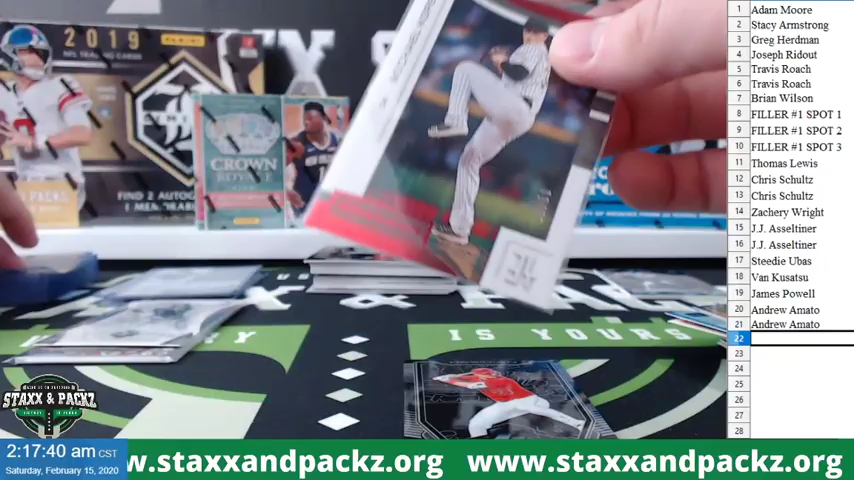 2019
PANINI
FIND 2 AUTOG
1 MEMORABILIA
CROWN
ROYALE
IS YOURS
STAXX & PACKZ
2:17:40 am CST
Saturday, February 15, 2020
w.staxxandpackz.org www.staxxandpackz.org
1 Adam Moore
2 Stacy Armstrong
3 Greg Herdman
4 Joseph Ridout
5 Travis Roach
6 Travis Roach
7 Brian Wilson
8 FILLER #1 SPOT 1
9 FILLER #1 SPOT 2
10 FILLER #1 SPOT 3
11 Thomas Lewis
12 Chris Schultz
13 Chris Schultz
14 Zachery Wright
15 J.J. Asseltiner
16 J.J. Asseltiner
17 Steedie Ubas
18 Van Kusatsu
19 James Powell
20 Andrew Amato
21 Andrew Amato
22
23
24
25
26
27
28